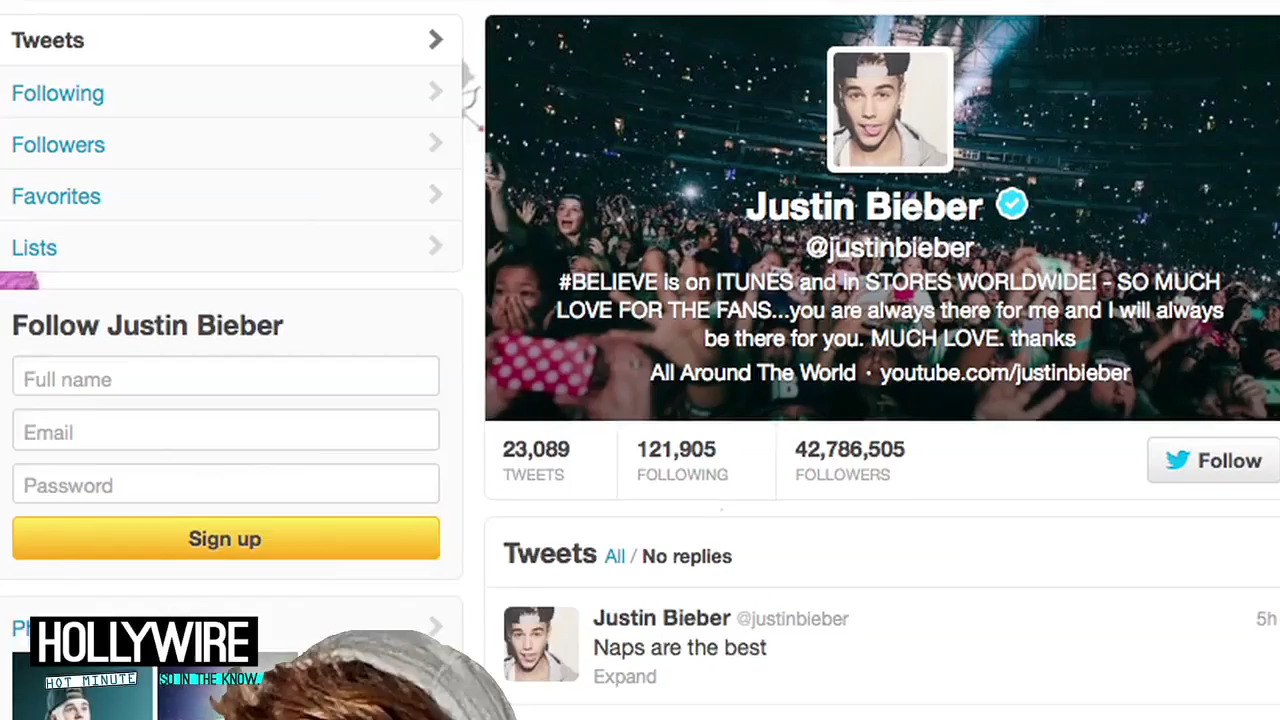 Tweets
Following
Followers
Favorites
Lists
Follow Justin Bieber
Full name
Email
Password
Sign up
HOLLYWIRE
HOT MINUTE
SO IN THE KNOW.
Justin Bieber
@justinbieber
#BELIEVE is on ITUNES and in STORES WORLDWIDE! - SO MUCH
LOVE FOR THE FANS...you are always there for me and I will always
be there for you. MUCH LOVE. thanks
All Around The World · youtube.com/justinbieber
23,089 121,905 42,786,505
TWEETS FOLLOWING FOLLOWERS
Follow
Tweets All / No replies
Justin Bieber @justinbieber 5h
Naps are the best
Expand